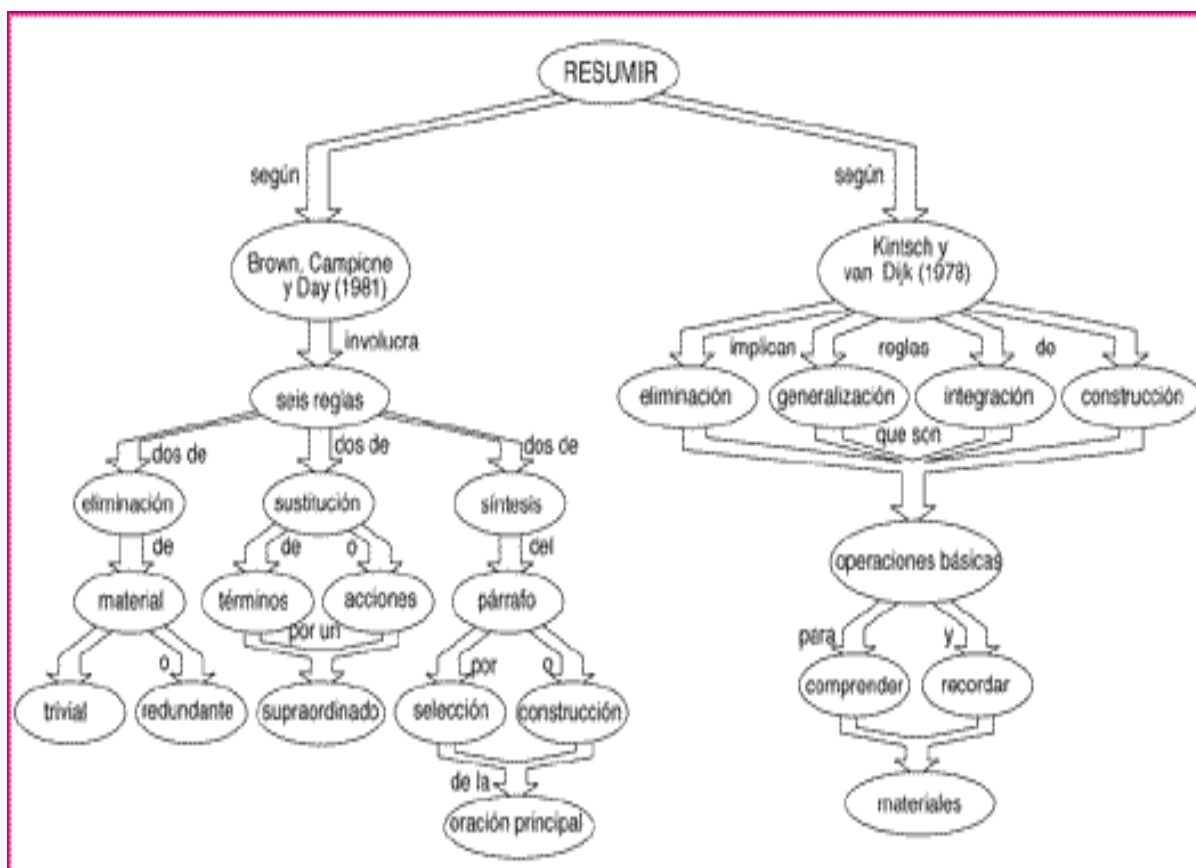 RESUMIR
según
según
Brown, Campione
y Day (1981)
Kintsch y
van Dijk (1978)
involucra
implican
reglas
de
seis reglas
eliminación
generalización
integración
construcción
que son
dos de
dos de
dos de
eliminación
sustitución
síntesis
de
de
o
del
operaciones básicas
material
términos
acciones
párrafo
por un
para
y
o
por
o
comprender
recordar
trivial
redundante
supraordinado
selección
construcción
de la
materiales
oración principal